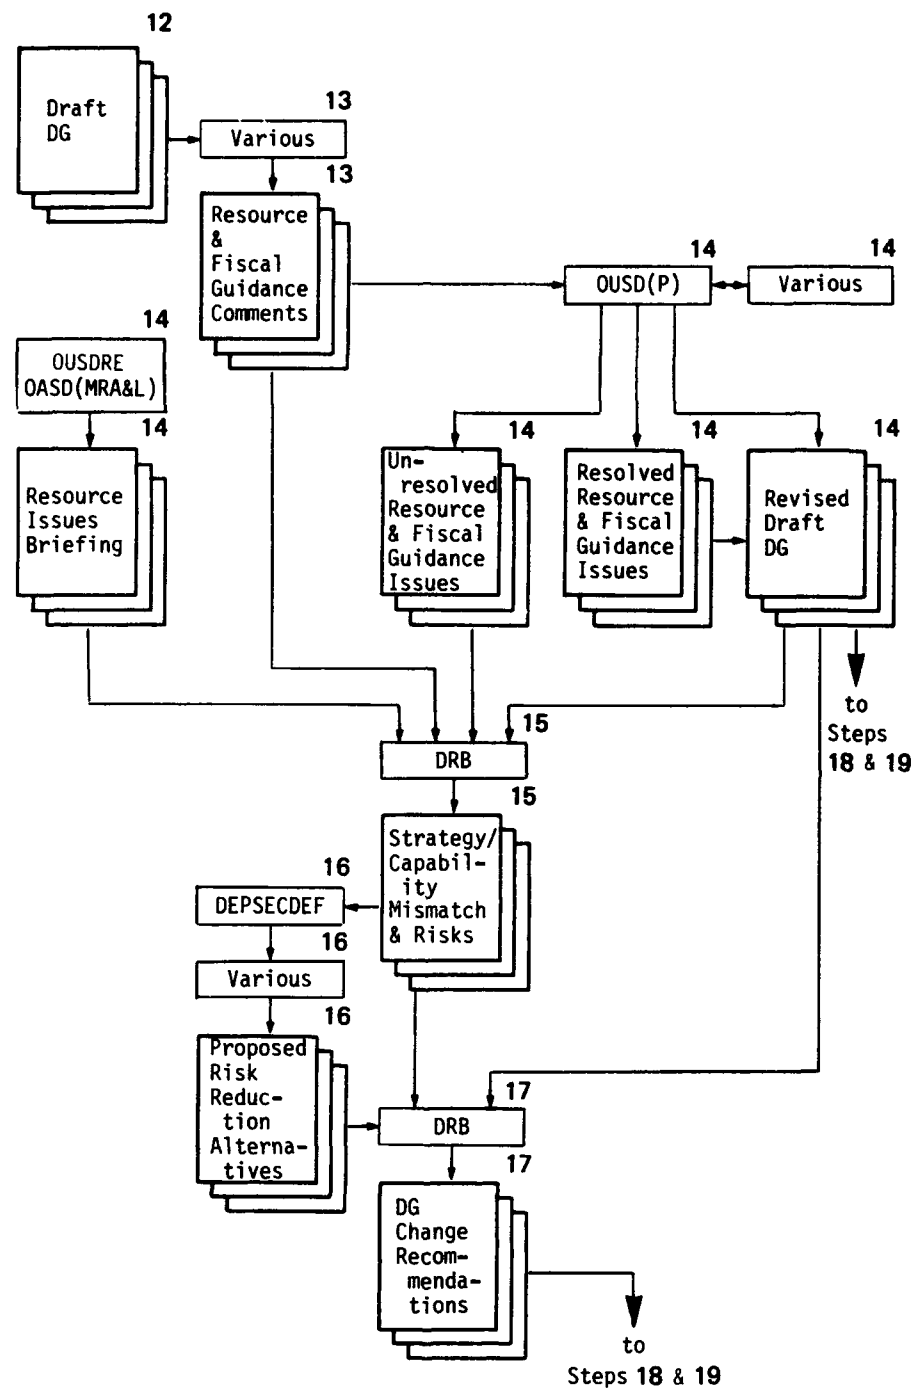 12
Draft
DG
13
Various
13
Resource
&
Fiscal
Guidance
Comments
14
OUSD(P)
14
Various
14
OUSDRE
OASD(MRA&L)
14
Resource
Issues
Briefing
14
Un-
resolved
Resource
& Fiscal
Guidance
Issues
14
Resolved
Resource
& Fiscal
Guidance
Issues
14
Revised
Draft
DG
to
Steps
18 & 19
15
DRB
15
Strategy/
Capabil-
ity
Mismatch
& Risks
16
DEPSECDEF
16
Various
16
Proposed
Risk
Reduc-
tion
Alterna-
tives
17
DRB
17
DG
Change
Recom-
menda-
tions
to
Steps 18 & 19